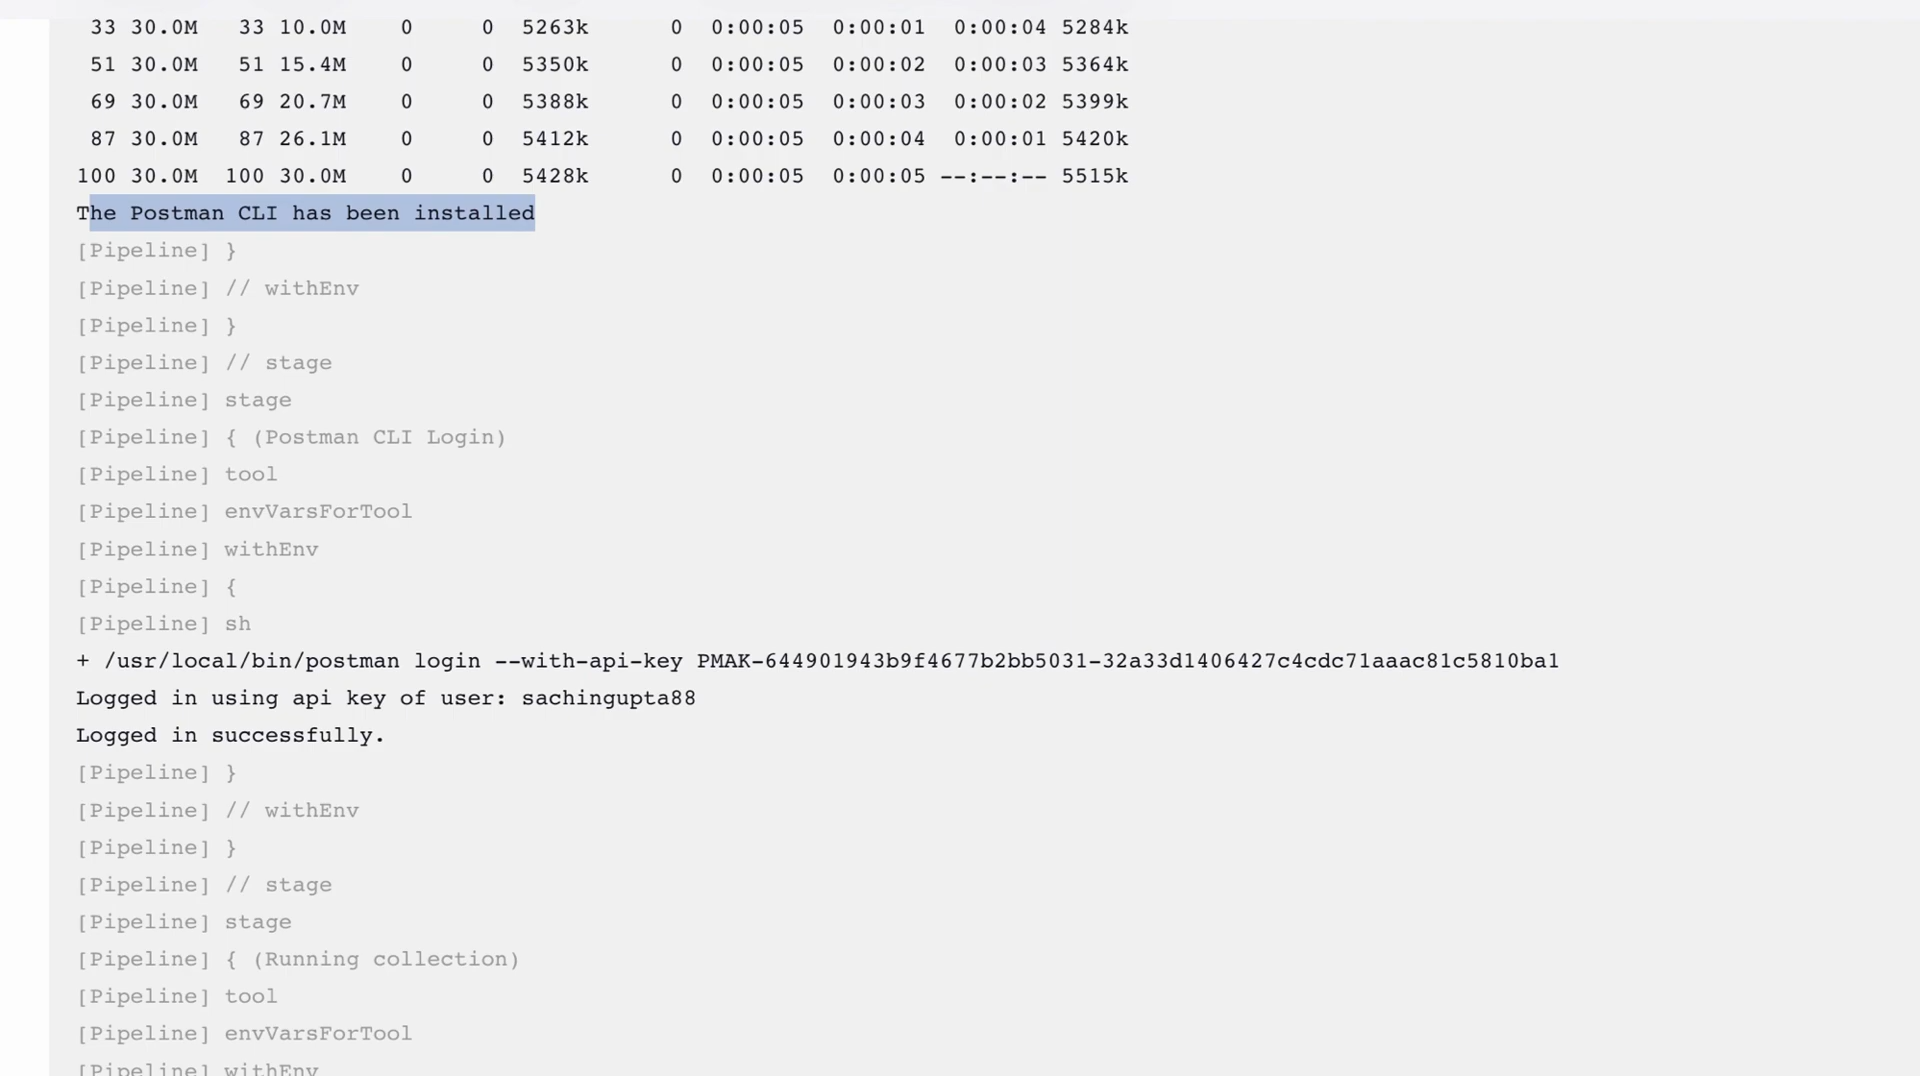 33 30.0M 33 10.0M 0 0 5263k 0 0:00:05 0:00:01 0:00:04 5284k
51 30.0M 51 15.4M 0 0 5350k 0 0:00:05 0:00:02 0:00:03 5364k
69 30.0M 69 20.7M 0 0 5388k 0 0:00:05 0:00:03 0:00:02 5399k
87 30.0M 87 26.1M 0 0 5412k 0 0:00:05 0:00:04 0:00:01 5420k
100 30.0M 100 30.0M 0 0 5428k 0 0:00:05 0:00:05 --:--:-- 5515k
The Postman CLI has been installed
[Pipeline] }
[Pipeline] // withEnv
[Pipeline] }
[Pipeline] // stage
[Pipeline] stage
[Pipeline] { (Postman CLI Login)
[Pipeline] tool
[Pipeline] envVarsForTool
[Pipeline] withEnv
[Pipeline] {
[Pipeline] sh
+ /usr/local/bin/postman login --with-api-key PMAK-644901943b9f4677b2bb5031-32a33d1406427c4cdc71aaac81c5810ba1
Logged in using api key of user: sachingupta88
Logged in successfully.
[Pipeline] }
[Pipeline] // withEnv
[Pipeline] }
[Pipeline] // stage
[Pipeline] stage
[Pipeline] { (Running collection)
[Pipeline] tool
[Pipeline] envVarsForTool
[Pipeline] withEnv